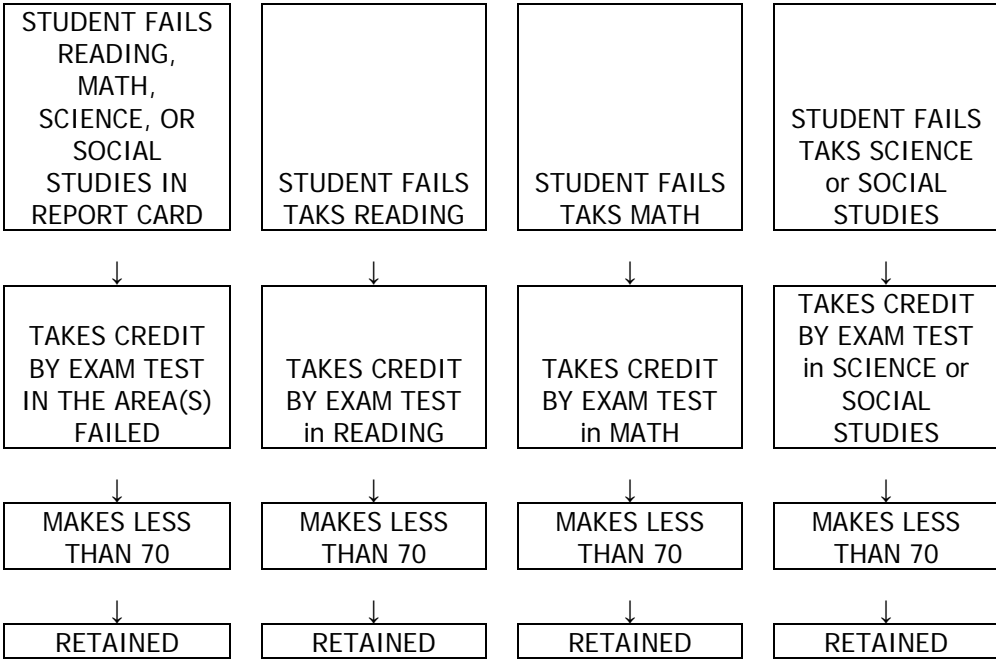 STUDENT FAILS
READING,
MATH,
SCIENCE, OR
SOCIAL
STUDIES IN
REPORT CARD
STUDENT FAILS
TAKS READING
STUDENT FAILS
TAKS MATH
STUDENT FAILS
TAKS SCIENCE
or SOCIAL
STUDIES
↓
↓
↓
↓
TAKES CREDIT
BY EXAM TEST
IN THE AREA(S)
FAILED
TAKES CREDIT
BY EXAM TEST
in READING
TAKES CREDIT
BY EXAM TEST
in MATH
TAKES CREDIT
BY EXAM TEST
in SCIENCE or
SOCIAL
STUDIES
↓
↓
↓
↓
MAKES LESS
THAN 70
MAKES LESS
THAN 70
MAKES LESS
THAN 70
MAKES LESS
THAN 70
↓
↓
↓
↓
RETAINED
RETAINED
RETAINED
RETAINED